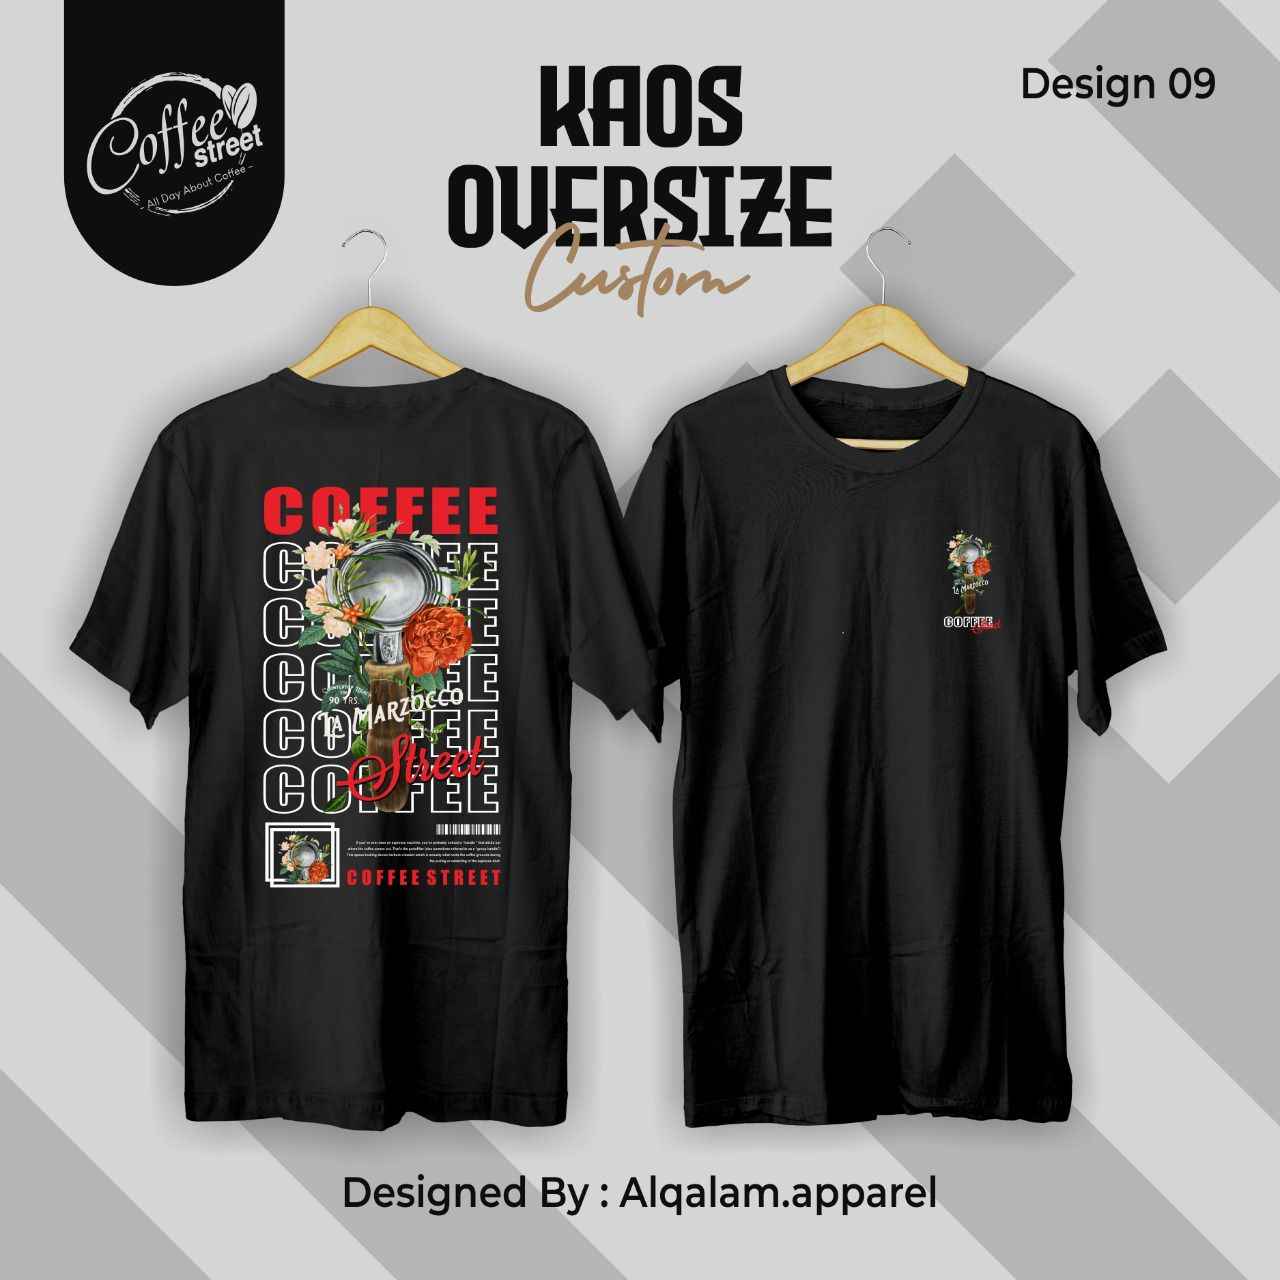 Coffee
street
- All Day About Coffee -
KAOS
OVERSIZE
Custom
Design 09
COFFEE
COFFEE
COFFEE
COFFEE
COFFEE
COFFEE
90 YRS.
La Marzocco
Street
COFFEE STREET
La Marzocco
COFFEE
Street
Designed By : Alqalam.apparel